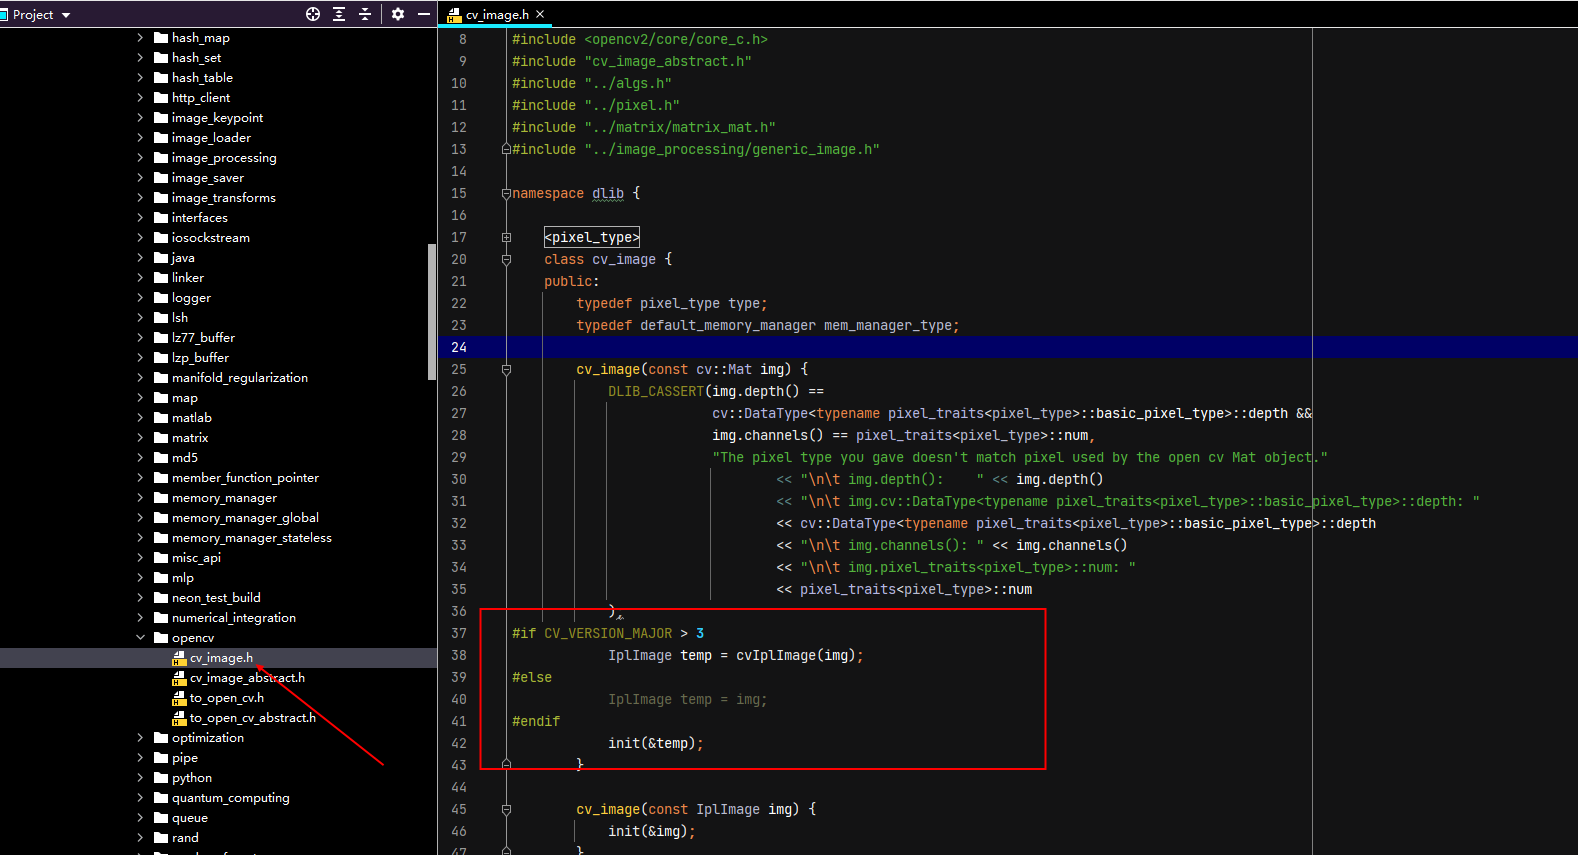 Project
hash_map
hash_set
hash_table
http_client
image_keypoint
image_loader
image_processing
image_saver
image_transforms
interfaces
iosockstream
java
linker
logger
lsh
lz77_buffer
lzp_buffer
manifold_regularization
map
matlab
matrix
md5
member_function_pointer
memory_manager
memory_manager_global
memory_manager_stateless
misc_api
mlp
neon_test_build
numerical_integration
opencv
cv_image.h
cv_image_abstract.h
to_open_cv.h
to_open_cv_abstract.h
optimization
pipe
python
quantum_computing
queue
rand
cv_image.h
8 #include <opencv2/core/core_c.h>
9 #include "cv_image_abstract.h"
10 #include "../algs.h"
11 #include "../pixel.h"
12 #include "../matrix/matrix_mat.h"
13 #include "../image_processing/generic_image.h"
14
15 namespace dlib {
16
17 <pixel_type>
20 class cv_image {
21 public:
22 typedef pixel_type type;
23 typedef default_memory_manager mem_manager_type;
24
25 cv_image(const cv::Mat img) {
26 DLIB_CASSERT(img.depth() ==
27 cv::DataType<typename pixel_traits<pixel_type>::basic_pixel_type>::depth &&
28 img.channels() == pixel_traits<pixel_type>::num,
29 "The pixel type you gave doesn't match pixel used by the open cv Mat object."
30 << "\n\t img.depth():    " << img.depth()
31 << "\n\t img.cv::DataType<typename pixel_traits<pixel_type>::basic_pixel_type>::depth: "
32 << cv::DataType<typename pixel_traits<pixel_type>::basic_pixel_type>::depth
33 << "\n\t img.channels(): " << img.channels()
34 << "\n\t img.pixel_traits<pixel_type>::num: "
35 << pixel_traits<pixel_type>::num
36 );
37 #if CV_VERSION_MAJOR > 3
38 IplImage temp = cvIplImage(img);
39 #else
40 IplImage temp = img;
41 #endif
42 init(&temp);
43 }
44
45 cv_image(const IplImage img) {
46 init(&img);
47 }